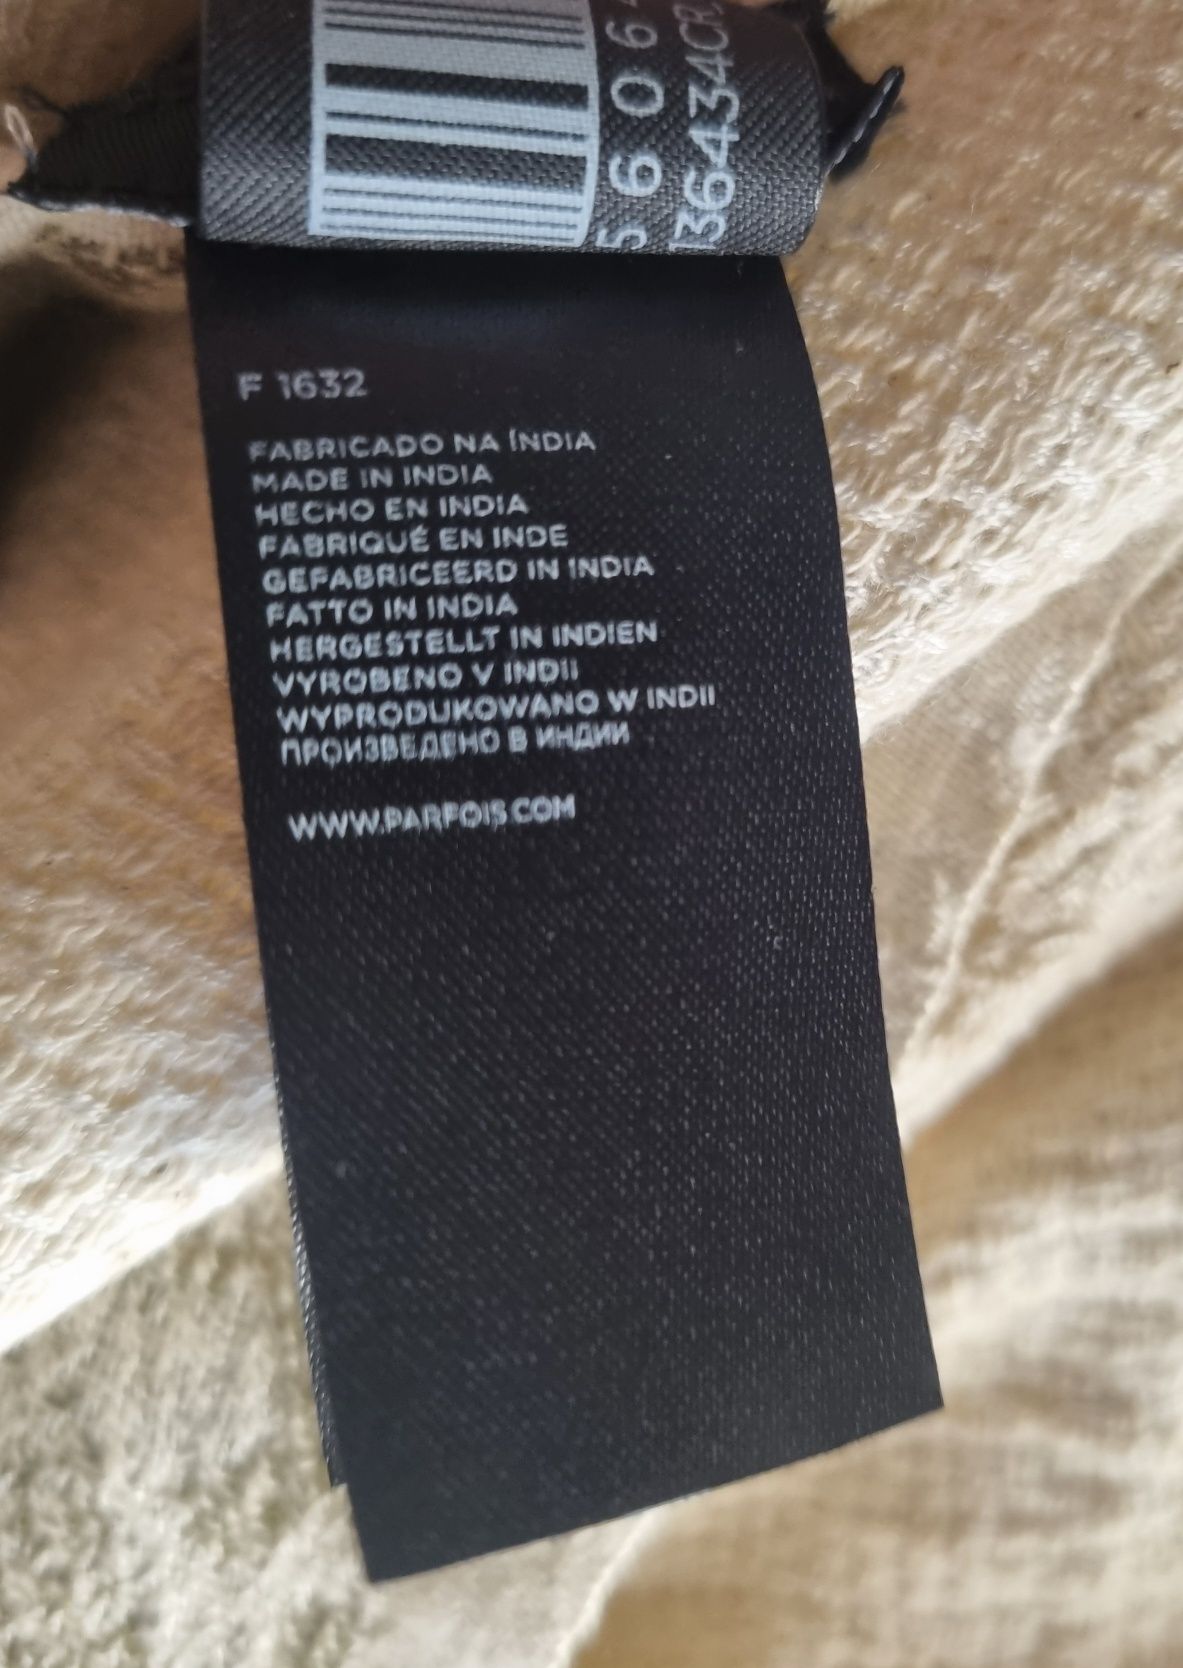 F 1632
FABRICADO NA ÍNDIA
MADE IN INDIA
HECHO EN INDIA
FABRIQUÉ EN INDE
GEFABRICEERD IN INDIA
FATTO IN INDIA
HERGESTELLT IN INDIEN
VYROBENO V INDII
WYPRODUKOWANO W INDII
ПРОИЗВЕДЕНО В ИНДИИ
WWW.PARFOIS.COM